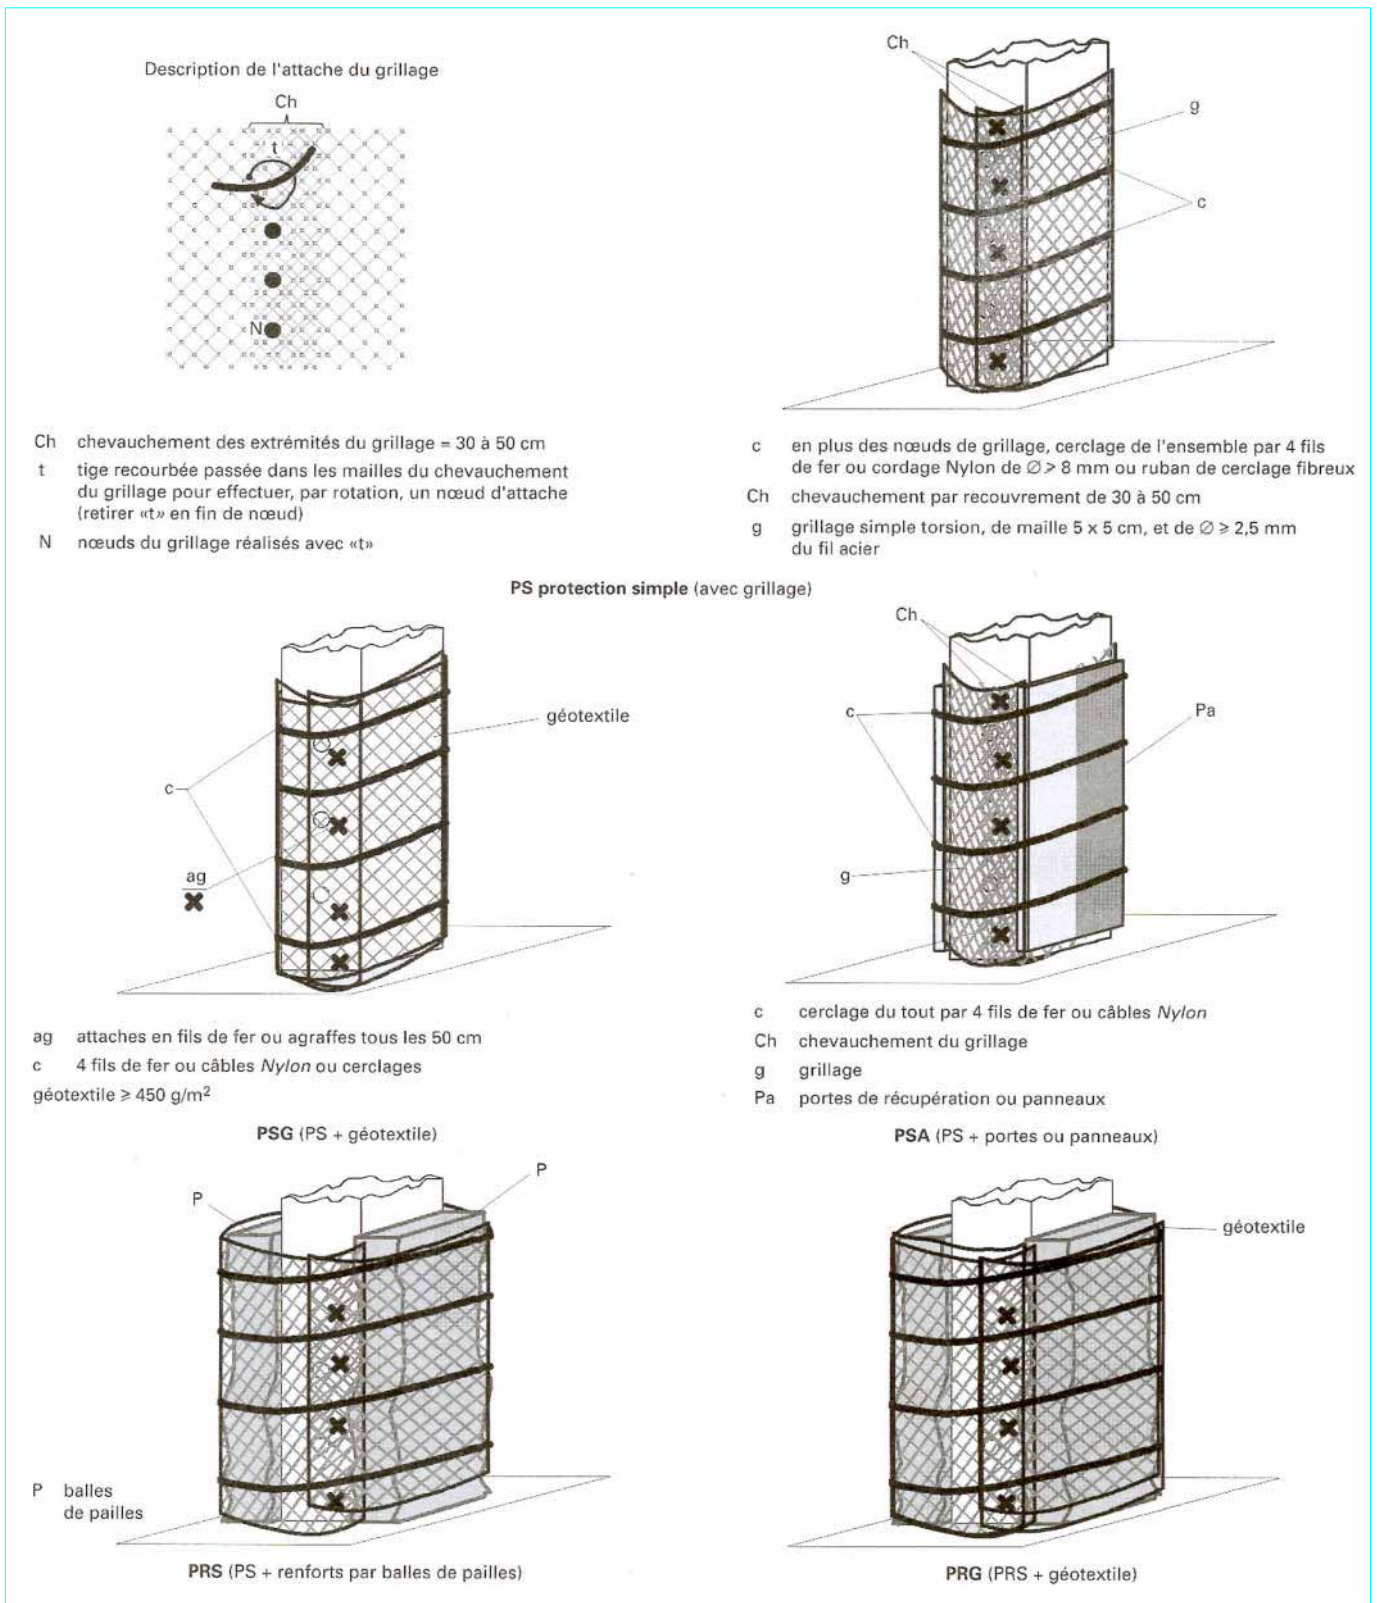 Description de l'attache du grillage
Ch
t
N
Ch chevauchement des extrémités du grillage = 30 à 50 cm
t tige recourbée passée dans les mailles du chevauchement
du grillage pour effectuer, par rotation, un nœud d'attache
(retirer «t» en fin de nœud)
N nœuds du grillage réalisés avec «t»
Ch
g
c
c en plus des nœuds de grillage, cerclage de l'ensemble par 4 fils
de fer ou cordage Nylon de ∅ > 8 mm ou ruban de cerclage fibreux
Ch chevauchement par recouvrement de 30 à 50 cm
g grillage simple torsion, de maille 5 x 5 cm, et de ∅ ≥ 2,5 mm
du fil acier
PS protection simple (avec grillage)
géotextile
c
ag
ag attaches en fils de fer ou agraffes tous les 50 cm
c 4 fils de fer ou câbles Nylon ou cerclages
géotextile ≥ 450 g/m²
PSG (PS + géotextile)
Ch
c
Pa
g
c cerclage du tout par 4 fils de fer ou câbles Nylon
Ch chevauchement du grillage
g grillage
Pa portes de récupération ou panneaux
PSA (PS + portes ou panneaux)
P
P
P balles
de pailles
PRS (PS + renforts par balles de pailles)
géotextile
PRG (PRS + géotextile)